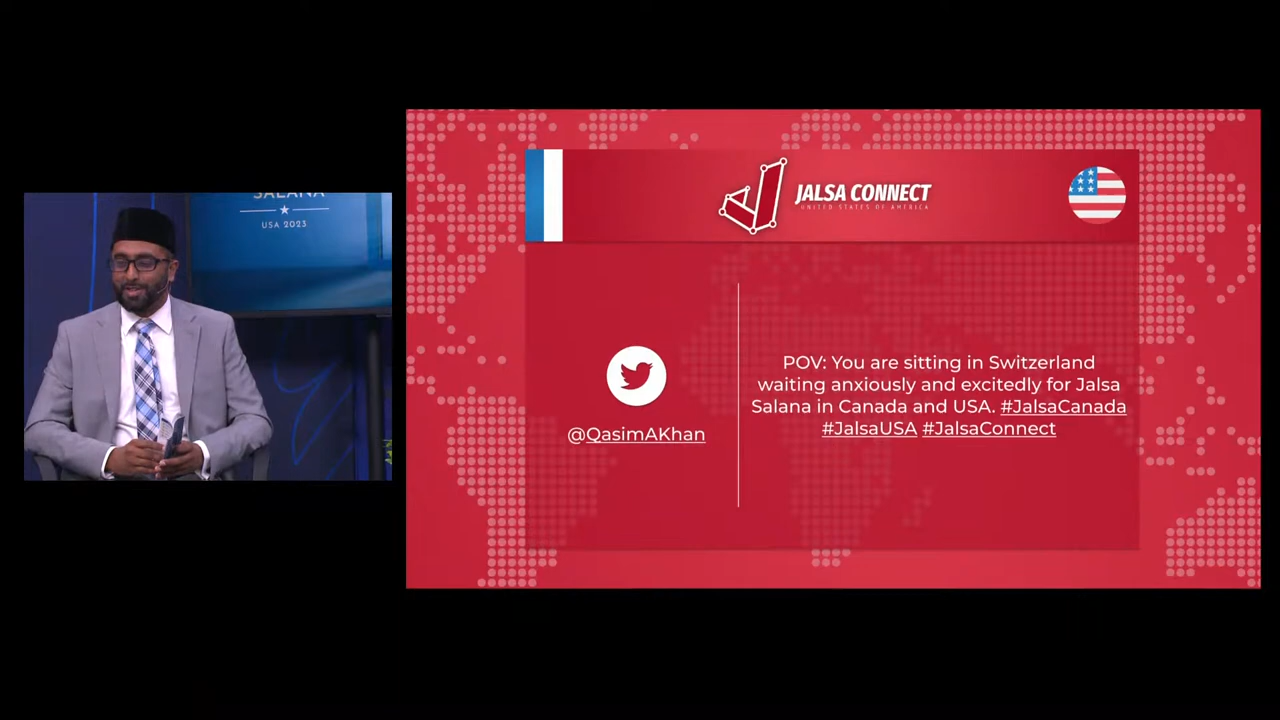 SALANA
USA 2023
JALSA CONNECT
UNITED STATES OF AMERICA
@QasimAKhan
POV: You are sitting in Switzerland
waiting anxiously and excitedly for Jalsa
Salana in Canada and USA. #JalsaCanada
#JalsaUSA #JalsaConnect